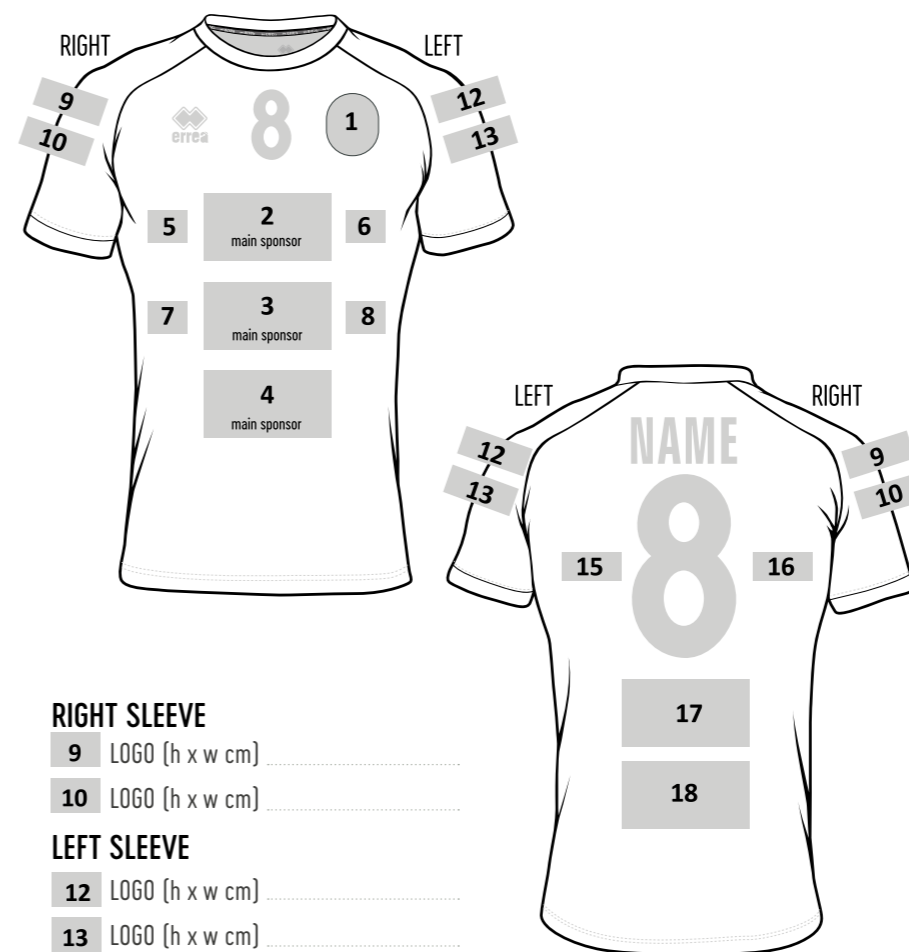 RIGHT
LEFT
9
10
12
13
errea
8
1
5
2
main sponsor
6
7
3
main sponsor
8
4
main sponsor
LEFT
RIGHT
12
13
NAME
9
10
8
15
16
17
18
RIGHT SLEEVE
9 LOGO (h x w cm)
10 LOGO (h x w cm)
LEFT SLEEVE
12 LOGO (h x w cm)
13 LOGO (h x w cm)